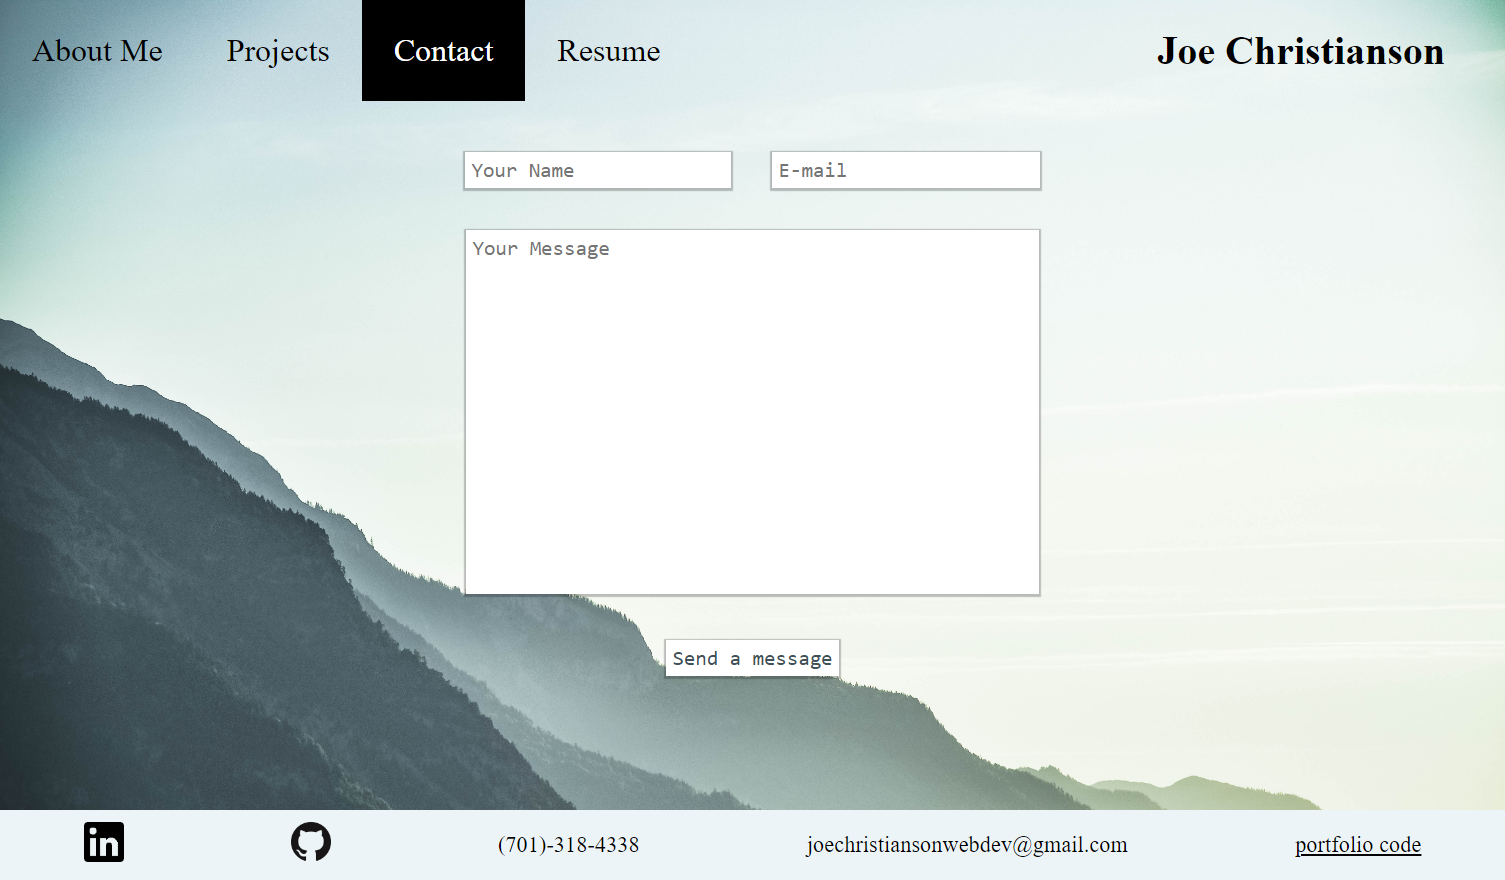 About Me Projects Contact Resume Joe Christianson
Your Name E-mail
Your Message
Send a message
in (701)-318-4338 joechristiansonwebdev@gmail.com portfolio code